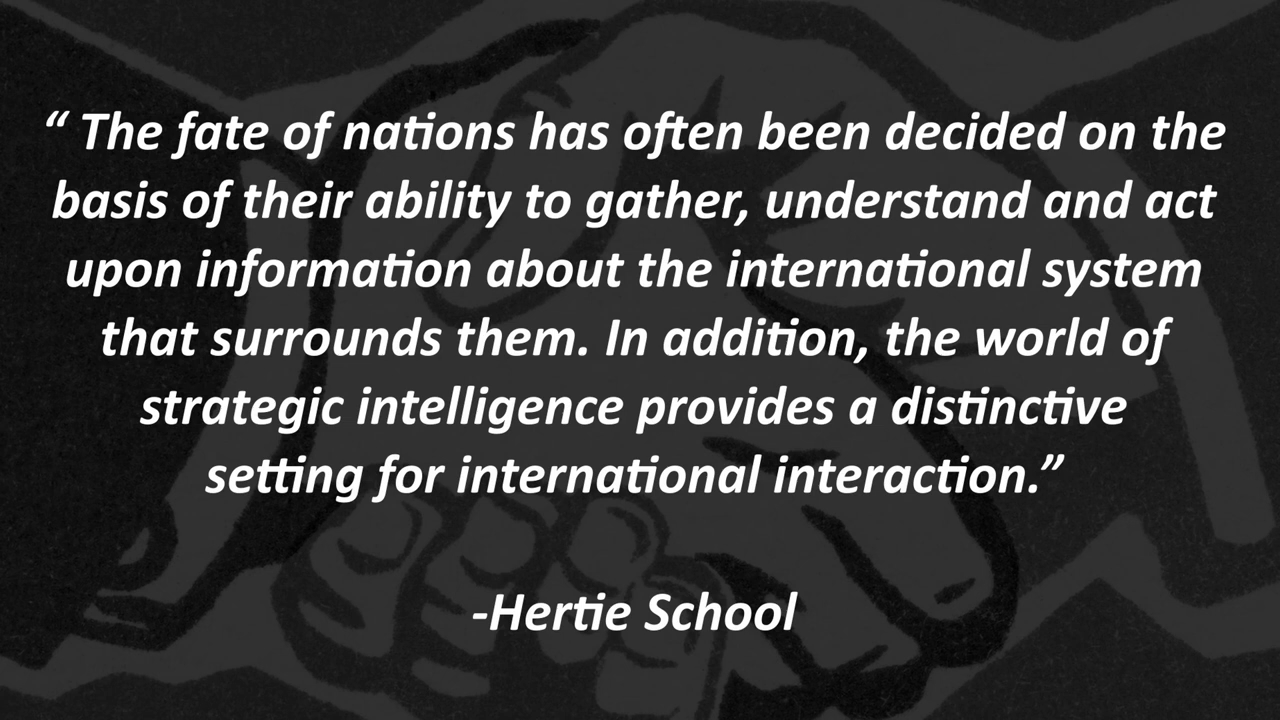 “ The fate of nations has often been decided on the
basis of their ability to gather, understand and act
upon information about the international system
that surrounds them. In addition, the world of
strategic intelligence provides a distinctive
setting for international interaction.”
-Hertie School